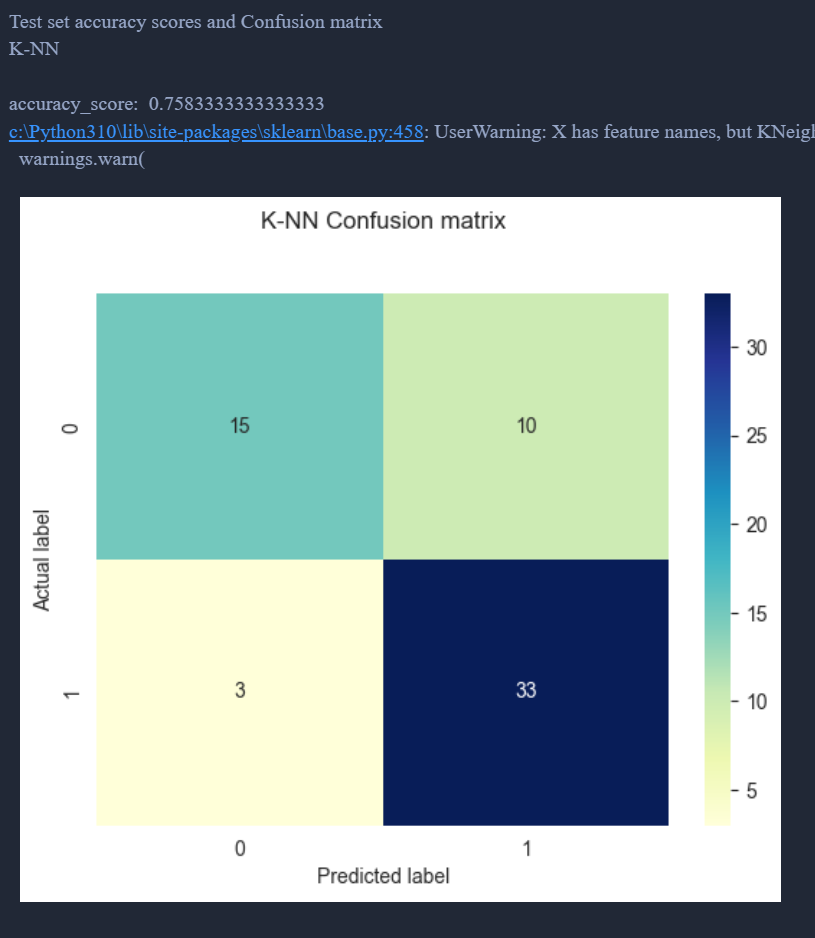 Test set accuracy scores and Confusion matrix
K-NN
accuracy_score: 0.7583333333333333
c:\Python310\lib\site-packages\sklearn\base.py:458: UserWarning: X has feature names, but KNeigh
warnings.warn(
K-NN Confusion matrix
30
0
15
10
25
20
Actual label
15
1
3
33
10
5
0
1
Predicted label